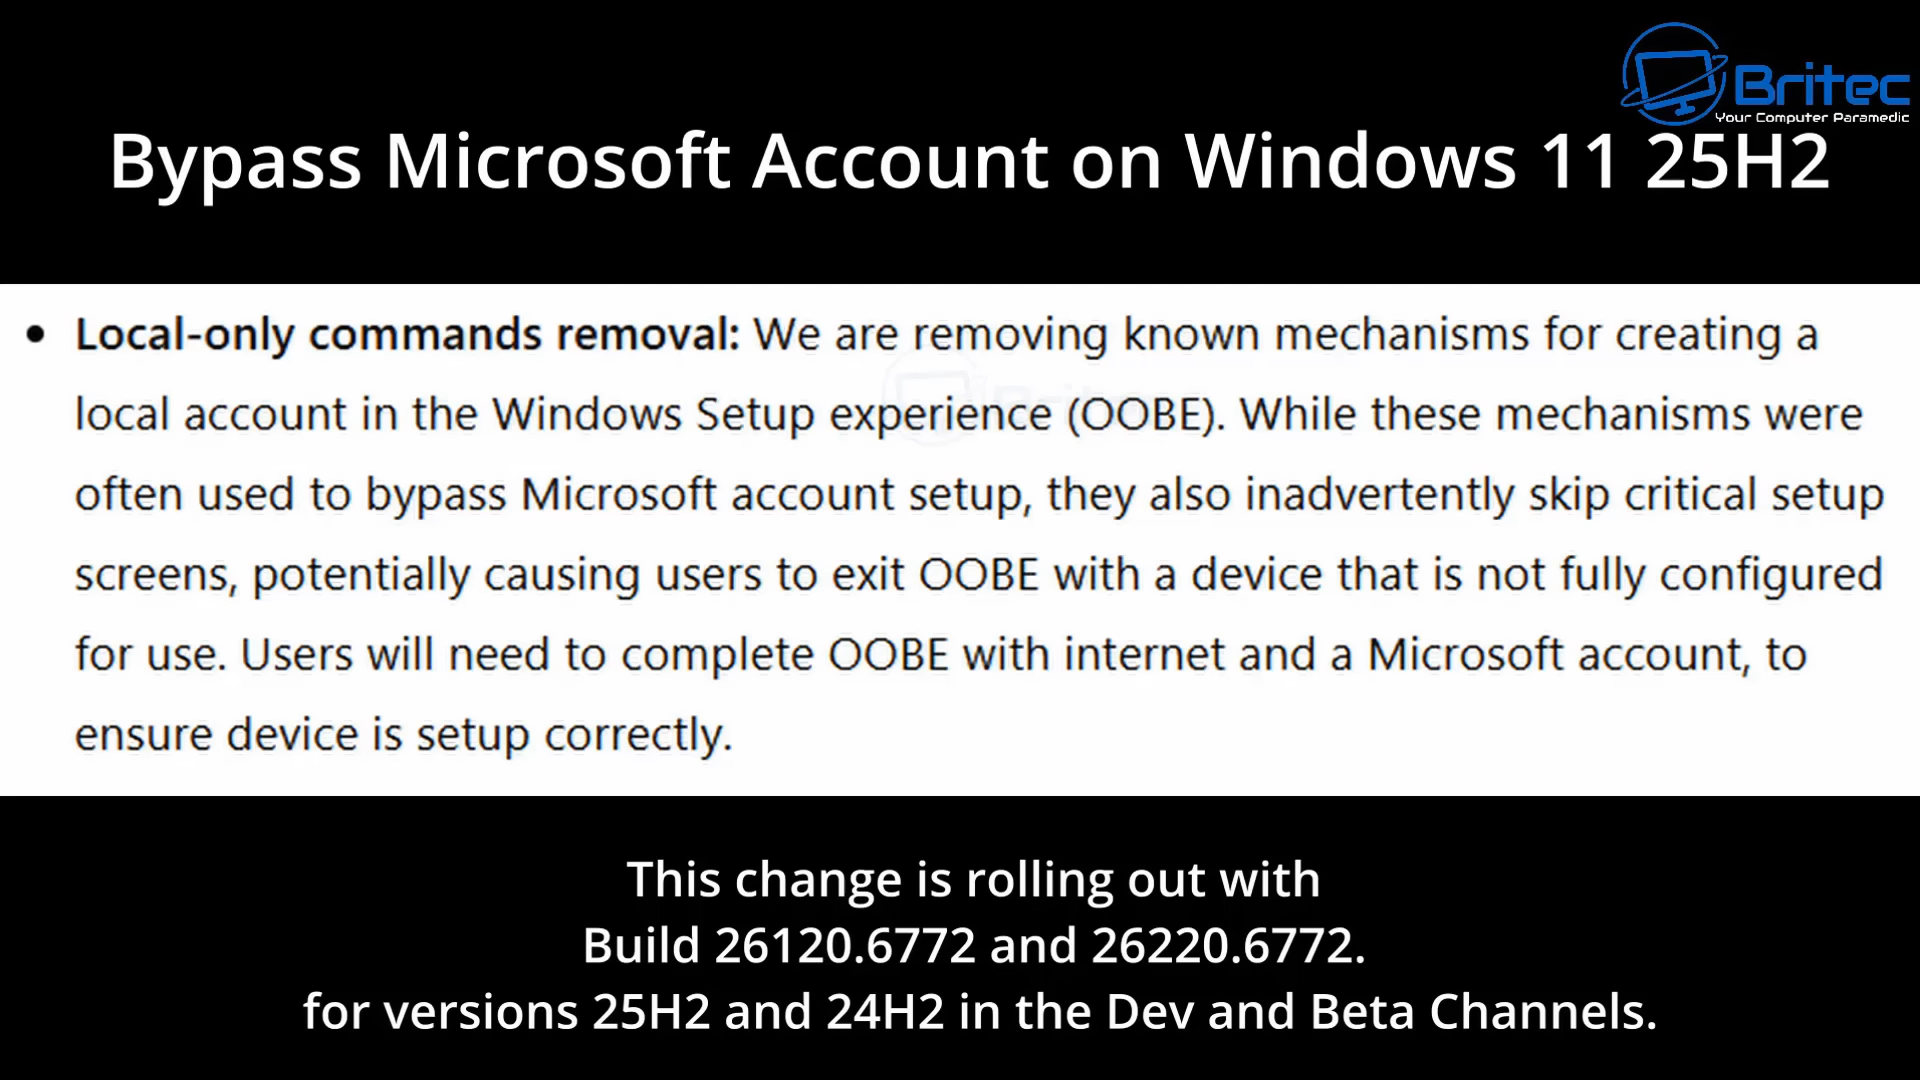 Britec
Your Computer Paramedic
Bypass Microsoft Account on Windows 11 25H2
• Local-only commands removal: We are removing known mechanisms for creating a
local account in the Windows Setup experience (OOBE). While these mechanisms were
often used to bypass Microsoft account setup, they also inadvertently skip critical setup
screens, potentially causing users to exit OOBE with a device that is not fully configured
for use. Users will need to complete OOBE with internet and a Microsoft account, to
ensure device is setup correctly.
This change is rolling out with
Build 26120.6772 and 26220.6772.
for versions 25H2 and 24H2 in the Dev and Beta Channels.